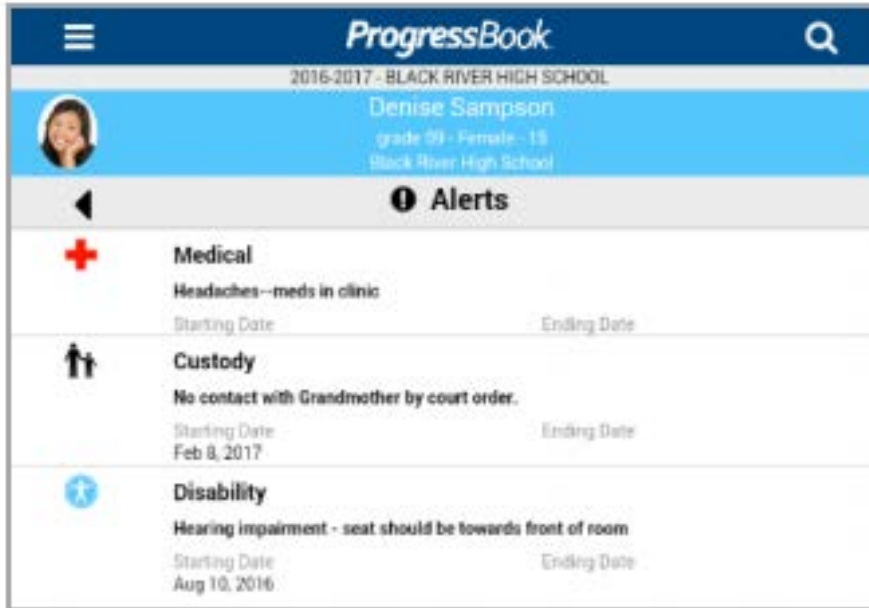 ProgressBook
2016-2017 - BLACK RIVER HIGH SCHOOL
Denise Sampson
grade 09 - Female - 15
Black River High School
Alerts
Medical
Headaches--meds in clinic
Starting Date Ending Date
Custody
No contact with Grandmother by court order.
Starting Date Ending Date
Feb 8, 2017
Disability
Hearing impairment - seat should be towards front of room
Starting Date Ending Date
Aug 10, 2016